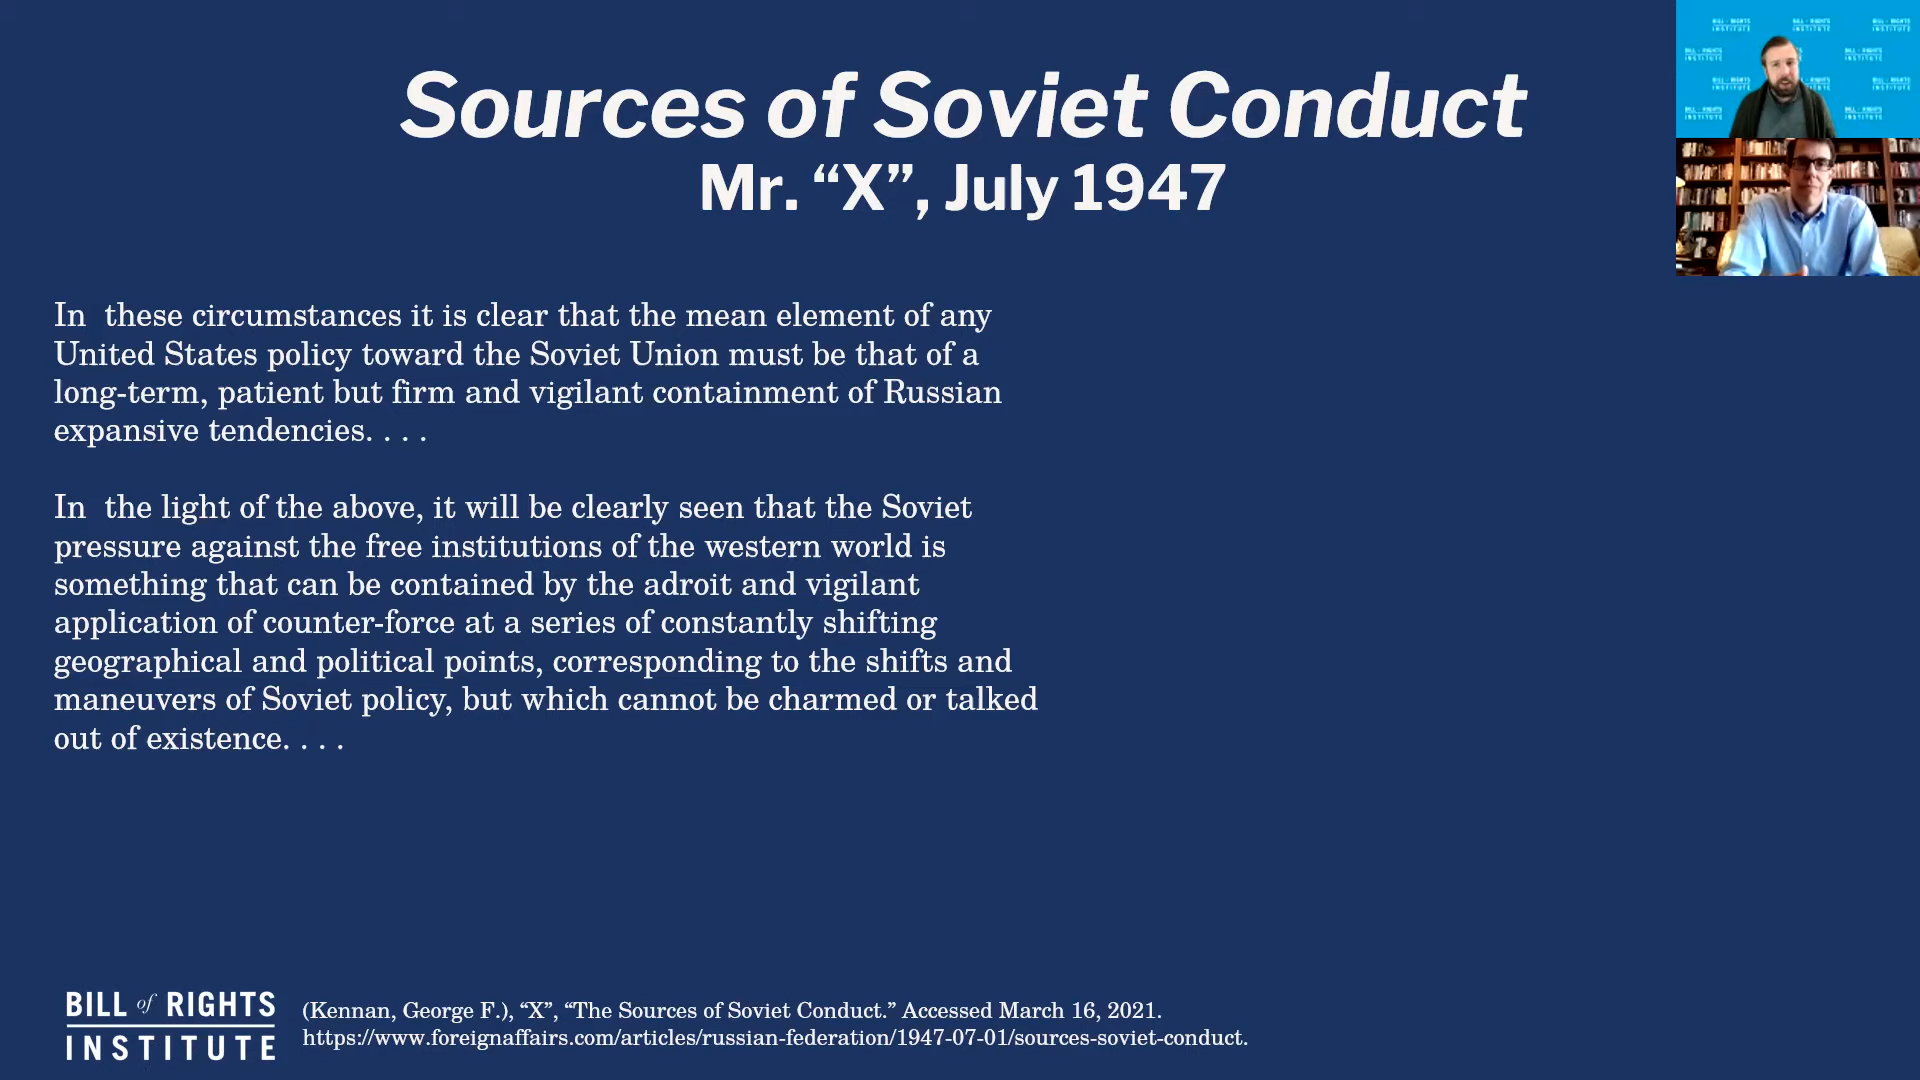 Sources of Soviet Conduct
Mr. “X”, July 1947
In  these circumstances it is clear that the mean element of any
United States policy toward the Soviet Union must be that of a
long-term, patient but firm and vigilant containment of Russian
expansive tendencies. . . .
In  the light of the above, it will be clearly seen that the Soviet
pressure against the free institutions of the western world is
something that can be contained by the adroit and vigilant
application of counter-force at a series of constantly shifting
geographical and political points, corresponding to the shifts and
maneuvers of Soviet policy, but which cannot be charmed or talked
out of existence. . . .
BILL of RIGHTS
INSTITUTE
(Kennan, George F.), “X”, “The Sources of Soviet Conduct.” Accessed March 16, 2021.
https://www.foreignaffairs.com/articles/russian-federation/1947-07-01/sources-soviet-conduct.
BILL of RIGHTS
INSTITUTE